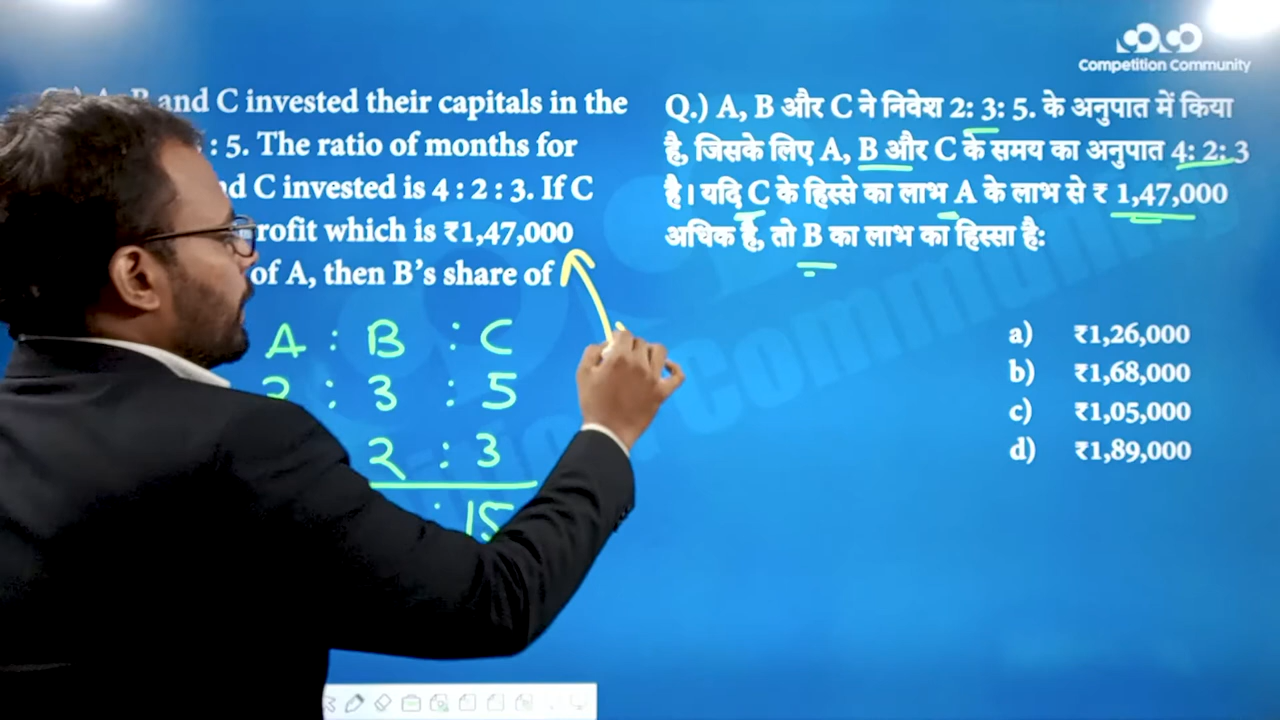 Competition Community
B and C invested their capitals in the
: 5. The ratio of months for
and C invested is 4 : 2 : 3. If C
profit which is ₹1,47,000
of A, then B’s share of
A : B : C
2 : 3 : 5
2 : 3
: 15
Q.) A, B और C ने निवेश 2: 3: 5. के अनुपात में किया
है, जिसके लिए A, B और C के समय का अनुपात 4: 2: 3
है। यदि C के हिस्से का लाभ A के लाभ से ₹ 1,47,000
अधिक है, तो B का लाभ का हिस्सा है:
a) ₹1,26,000
b) ₹1,68,000
c) ₹1,05,000
d) ₹1,89,000